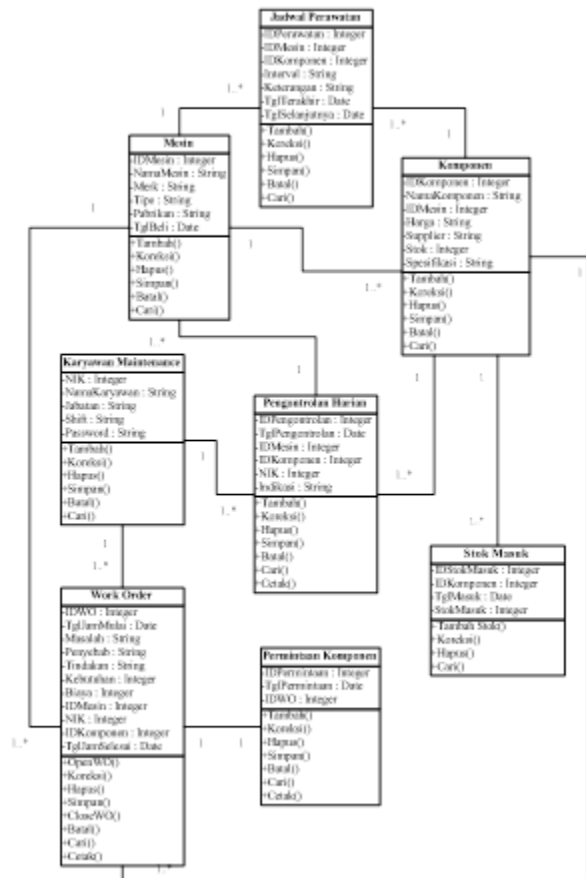 Jadwal Perawatan
-IDPerawatan : Integer
-IDMesin : Integer
-IDKomponen : Integer
-Interval : String
-Keterangan : String
-TglTerakhir : Date
-TglSelanjutnya : Date
+Tambah()
+Koreksi()
+Hapus()
+Simpan()
+Batal()
+Cari()
1..*
1..*
1
1
Mesin
-IDMesin : Integer
-NamaMesin : String
-Merk : String
-Tipe : String
-Pabrikan : String
-TglBeli : Date
+Tambah()
+Koreksi()
+Hapus()
+Simpan()
+Batal()
+Cari()
Komponen
-IDKomponen : Integer
-NamaKomponen : String
-IDMesin : Integer
-Harga : String
-Supplier : String
-Stok : Integer
-Spesifikasi : String
+Tambah()
+Koreksi()
+Hapus()
+Simpan()
+Batal()
+Cari()
1
1
1..*
1
1..*
1
1
1
Karyawan Maintenance
-NIK : Integer
-NamaKaryawan : String
-Jabatan : String
-Shift : String
-Password : String
+Tambah()
+Koreksi()
+Hapus()
+Simpan()
+Batal()
+Cari()
Pengontrolan Harian
-IDPengontrolan : Integer
-TglPengontrolan : Date
-IDMesin : Integer
-IDKomponen : Integer
-NIK : Integer
-Indikasi : String
+Tambah()
+Koreksi()
+Hapus()
+Simpan()
+Batal()
+Cari()
+Cetak()
1
1..*
1..*
1..*
1
1..*
Stok Masuk
-IDStokMasuk : Integer
-IDKomponen : Integer
-TglMasuk : Date
-StokMasuk : Integer
+Tambah Stok()
+Koreksi()
+Hapus()
+Cari()
Work Order
-IDWO : Integer
-TglJamMulai : Date
-Masalah : String
-Penyebab : String
-Tindakan : String
-Kebutuhan : Integer
-Biaya : Integer
-IDMesin : Integer
-NIK : Integer
-IDKomponen : Integer
-TglJamSelesai : Date
+OpenWO()
+Koreksi()
+Hapus()
+Simpan()
+CloseWO()
+Batal()
+Cari()
+Cetak()
Permintaan Komponen
-IDPermintaan : Integer
-TglPermintaan : Date
-IDWO : Integer
+Tambah()
+Koreksi()
+Hapus()
+Simpan()
+Batal()
+Cari()
+Cetak()
1..*
1
1
1..*